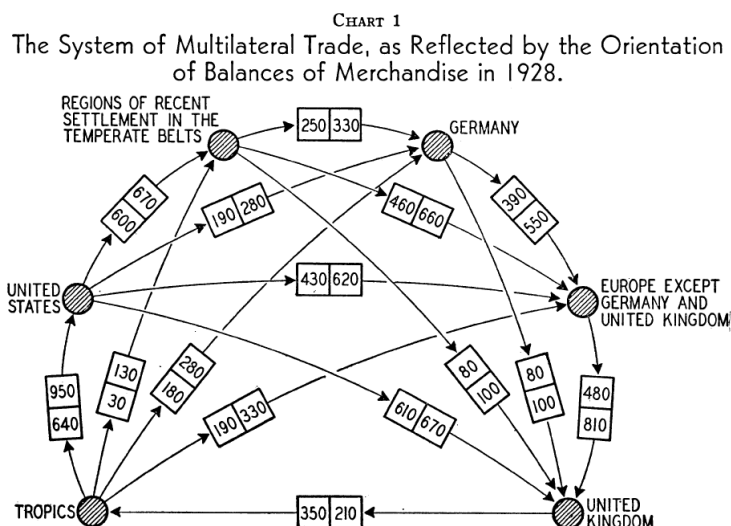 CHART 1
The System of Multilateral Trade, as Reflected by the Orientation
of Balances of Merchandise in 1928.
REGIONS OF RECENT
SETTLEMENT IN THE
TEMPERATE BELTS
250 330
GERMANY
670
600
190 280
460 660
390
550
UNITED
STATES
430 620
EUROPE EXCEPT
GERMANY AND
UNITED KINGDOM
950
640
130
30
280
180
190 330
610 670
80
100
80
100
480
810
TROPICS
350 210
UNITED
KINGDOM